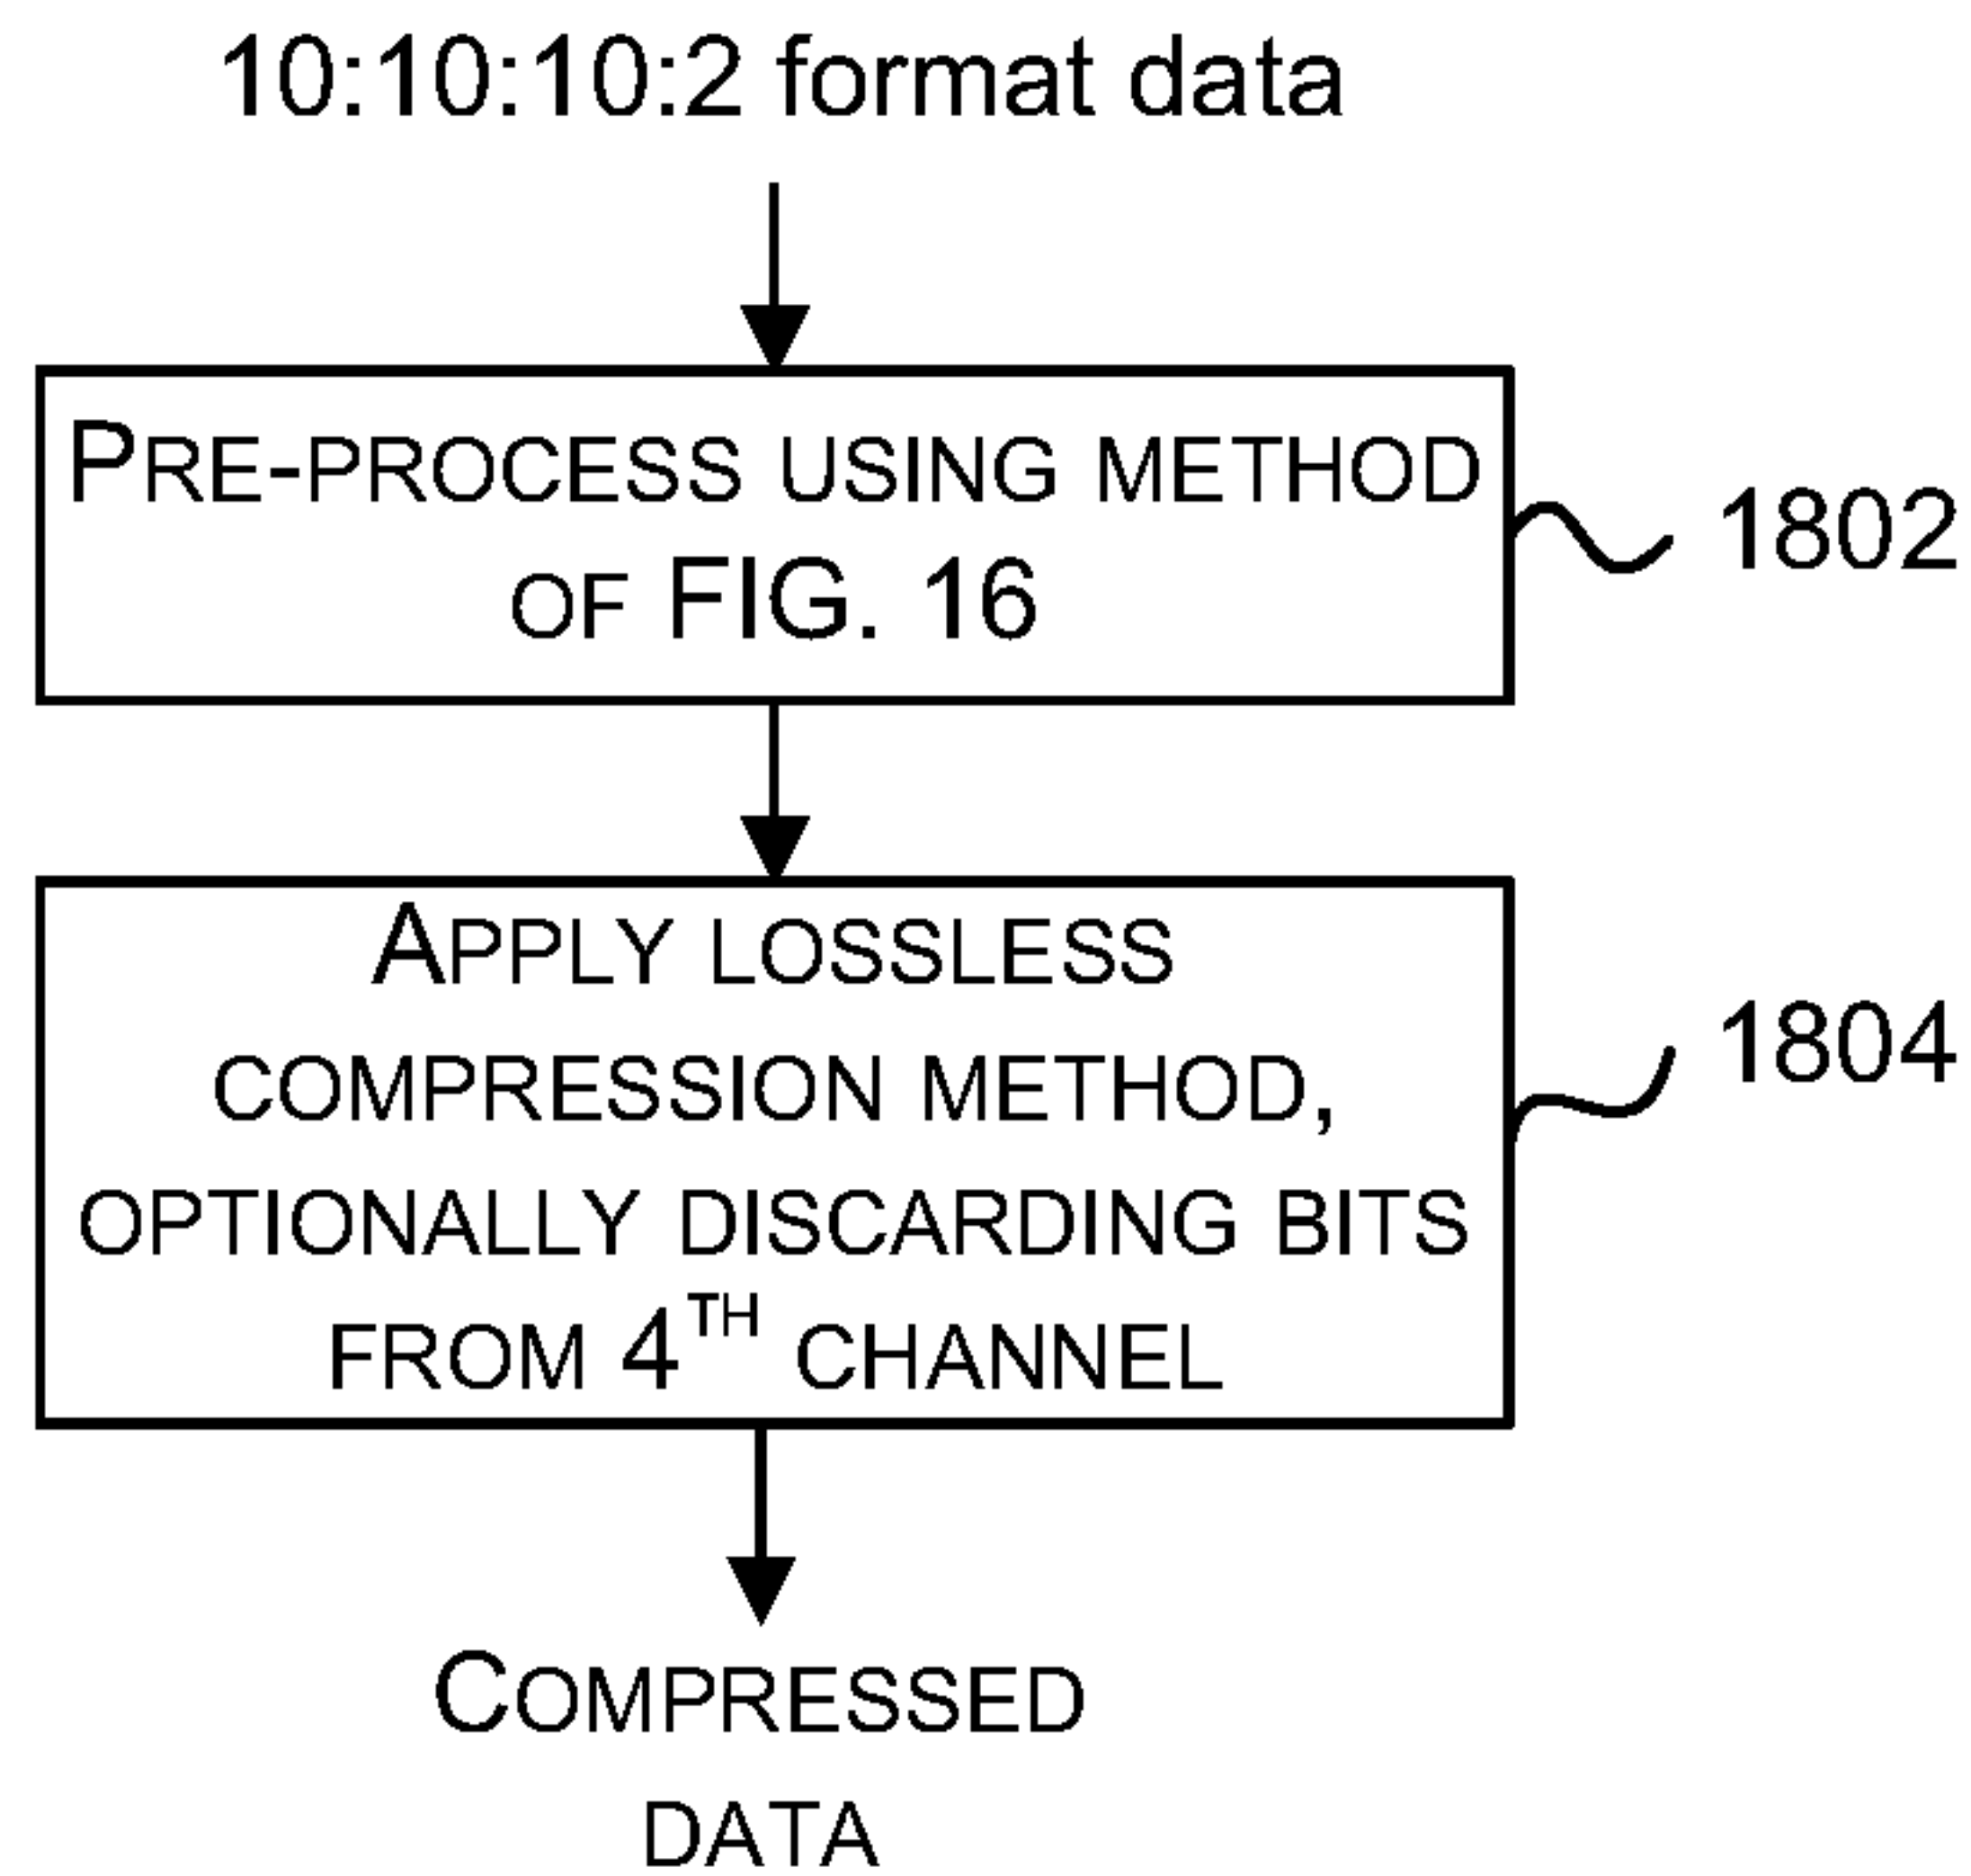 10:10:10:2 format data
PRE-PROCESS USING METHOD
OF FIG. 16
1802
APPLY LOSSLESS
COMPRESSION METHOD,
OPTIONALLY DISCARDING BITS
FROM 4TH CHANNEL
1804
COMPRESSED
DATA